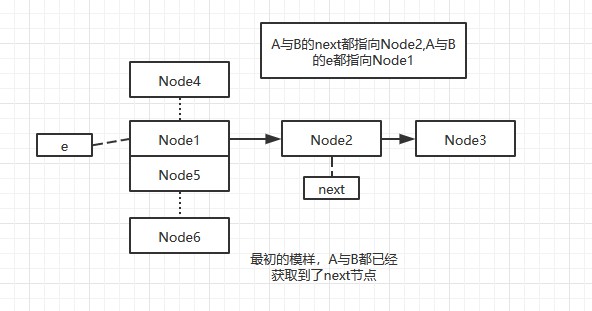 A与B的next都指向Node2,A与B
的e都指向Node1
Node4
e
Node1
Node2
Node3
Node5
next
Node6
最初的模样，A与B都已经
获取到了next节点